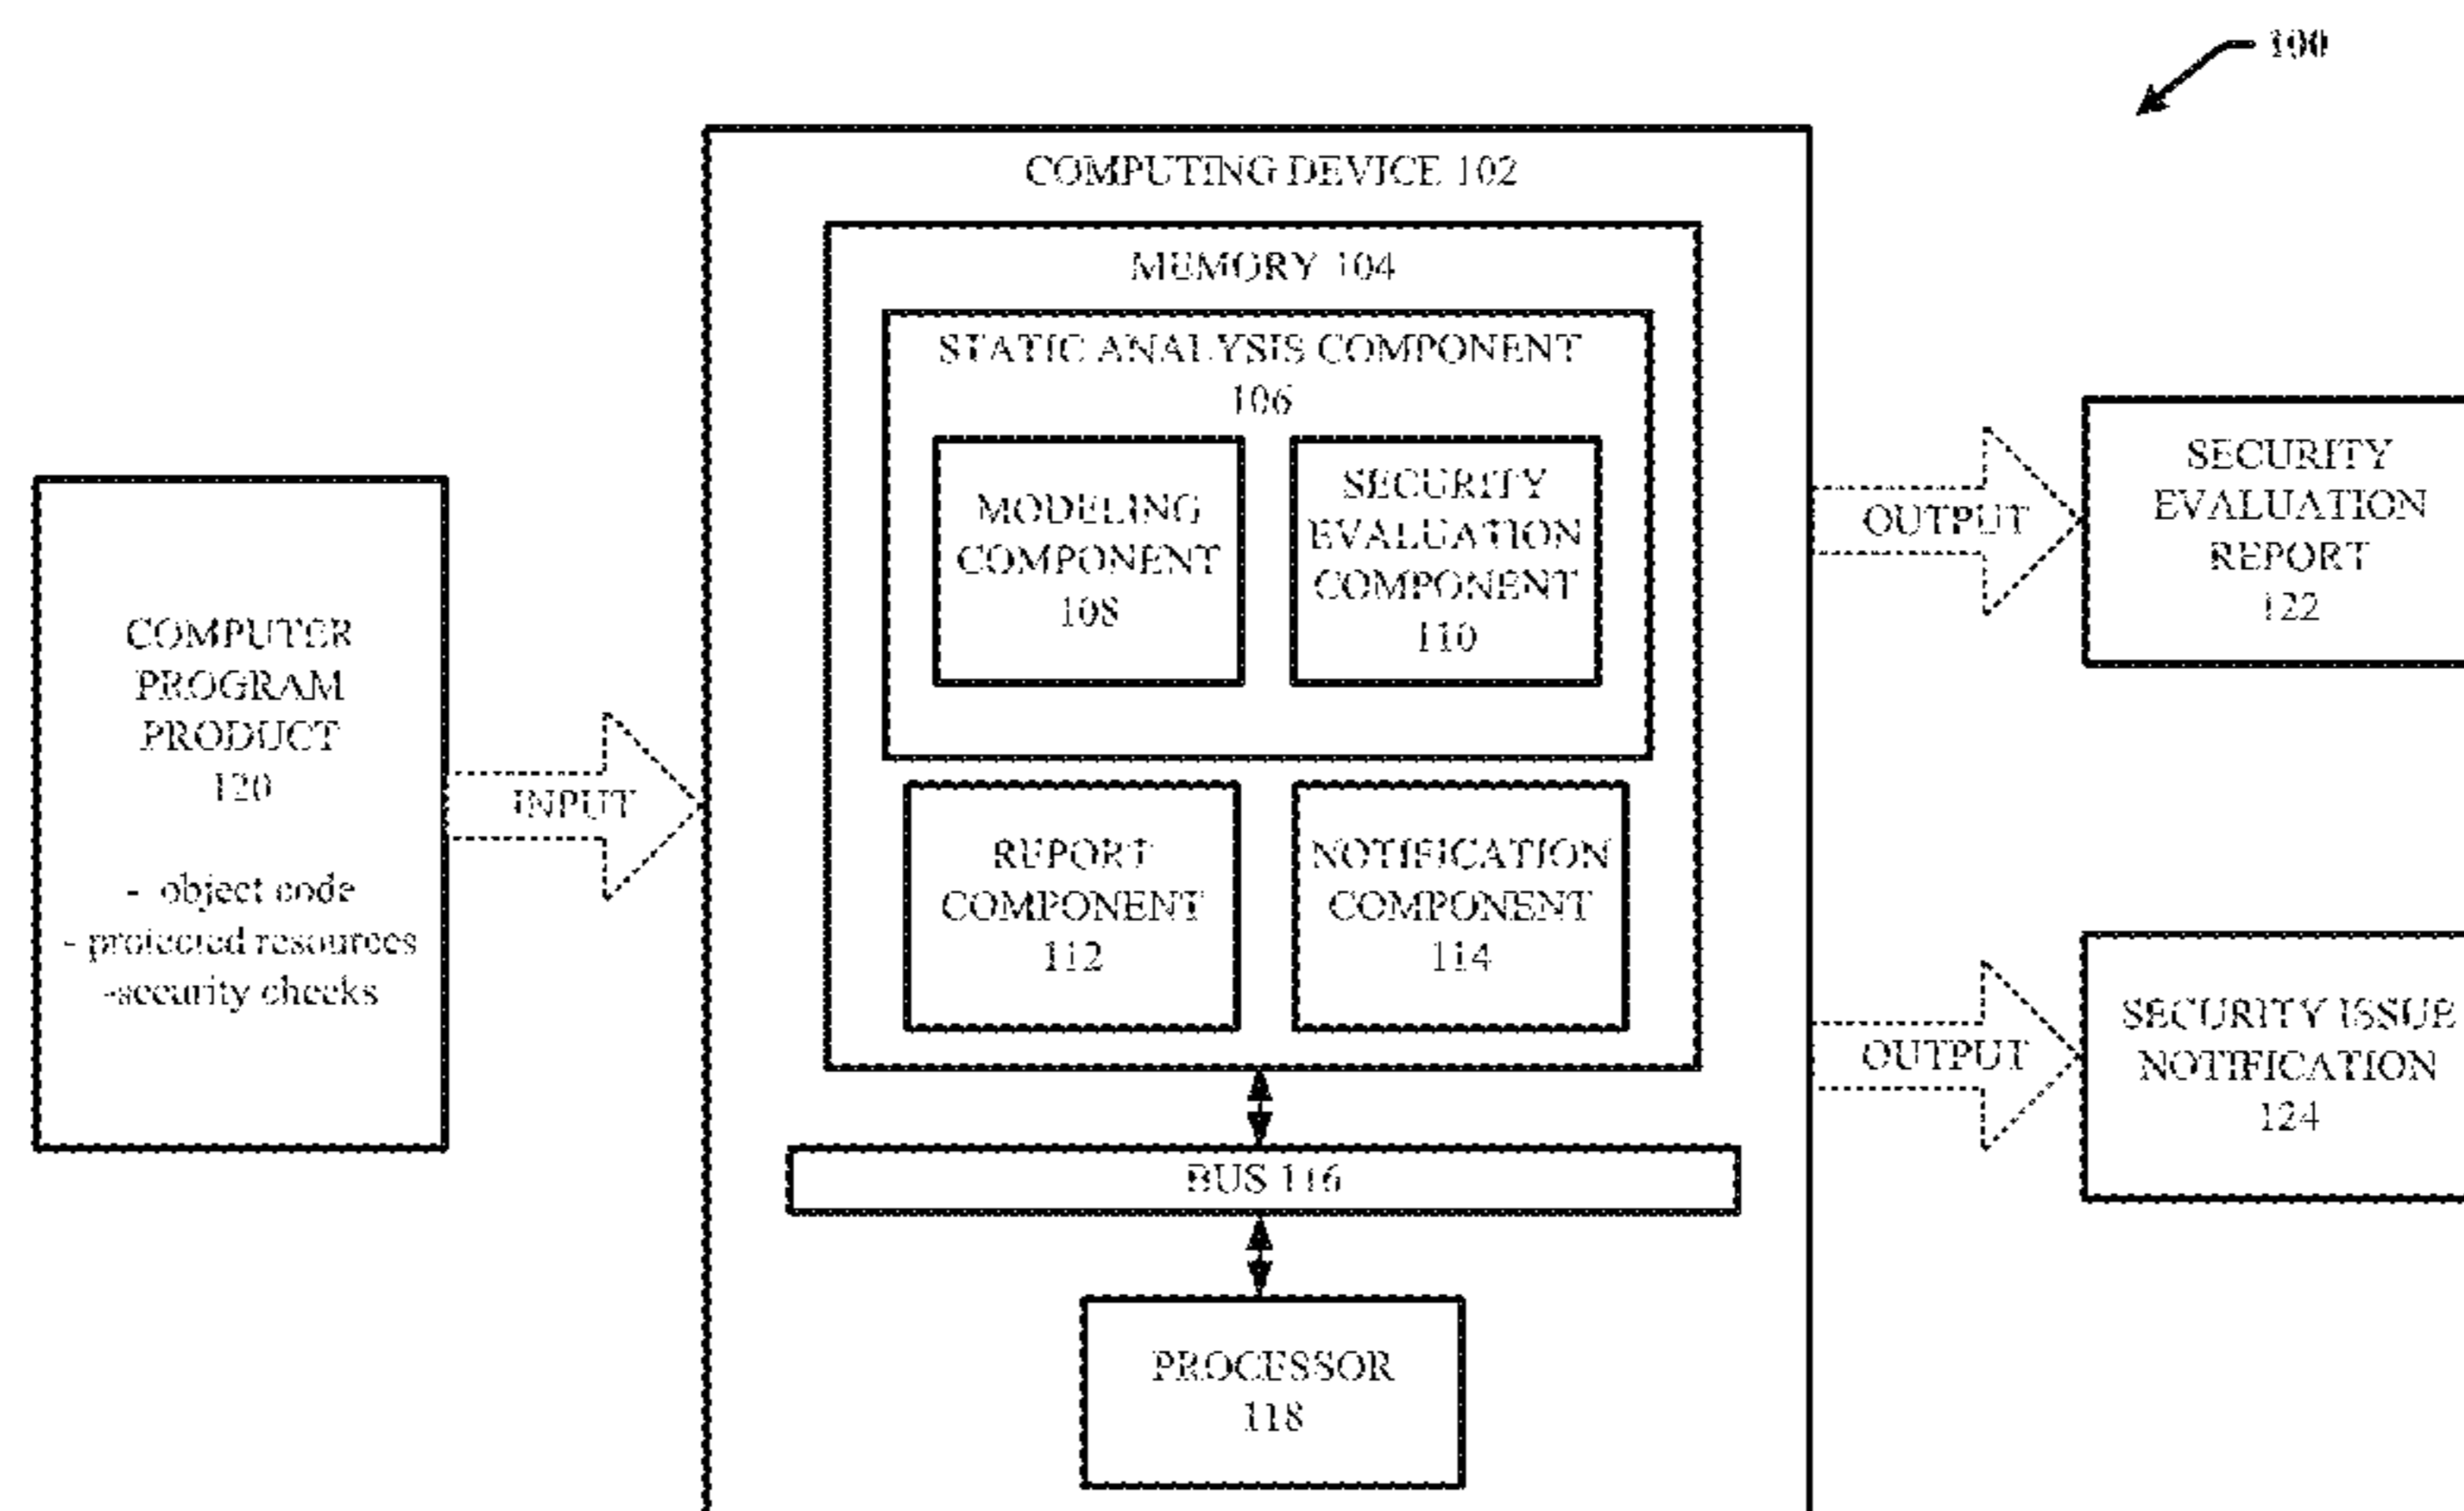 100
COMPUTING DEVICE 102
MEMORY 104
STATIC ANALYSIS COMPONENT
106
MODELING
COMPONENT
108
SECURITY
EVALUATION
COMPONENT
110
REPORT
COMPONENT
112
NOTIFICATION
COMPONENT
114
BUS 116
PROCESSOR
118
COMPUTER
PROGRAM
PRODUCT
120
- object code
- protected resources
-security checks
INPUT
OUTPUT
SECURITY
EVALUATION
REPORT
122
OUTPUT
SECURITY ISSUE
NOTIFICATION
124